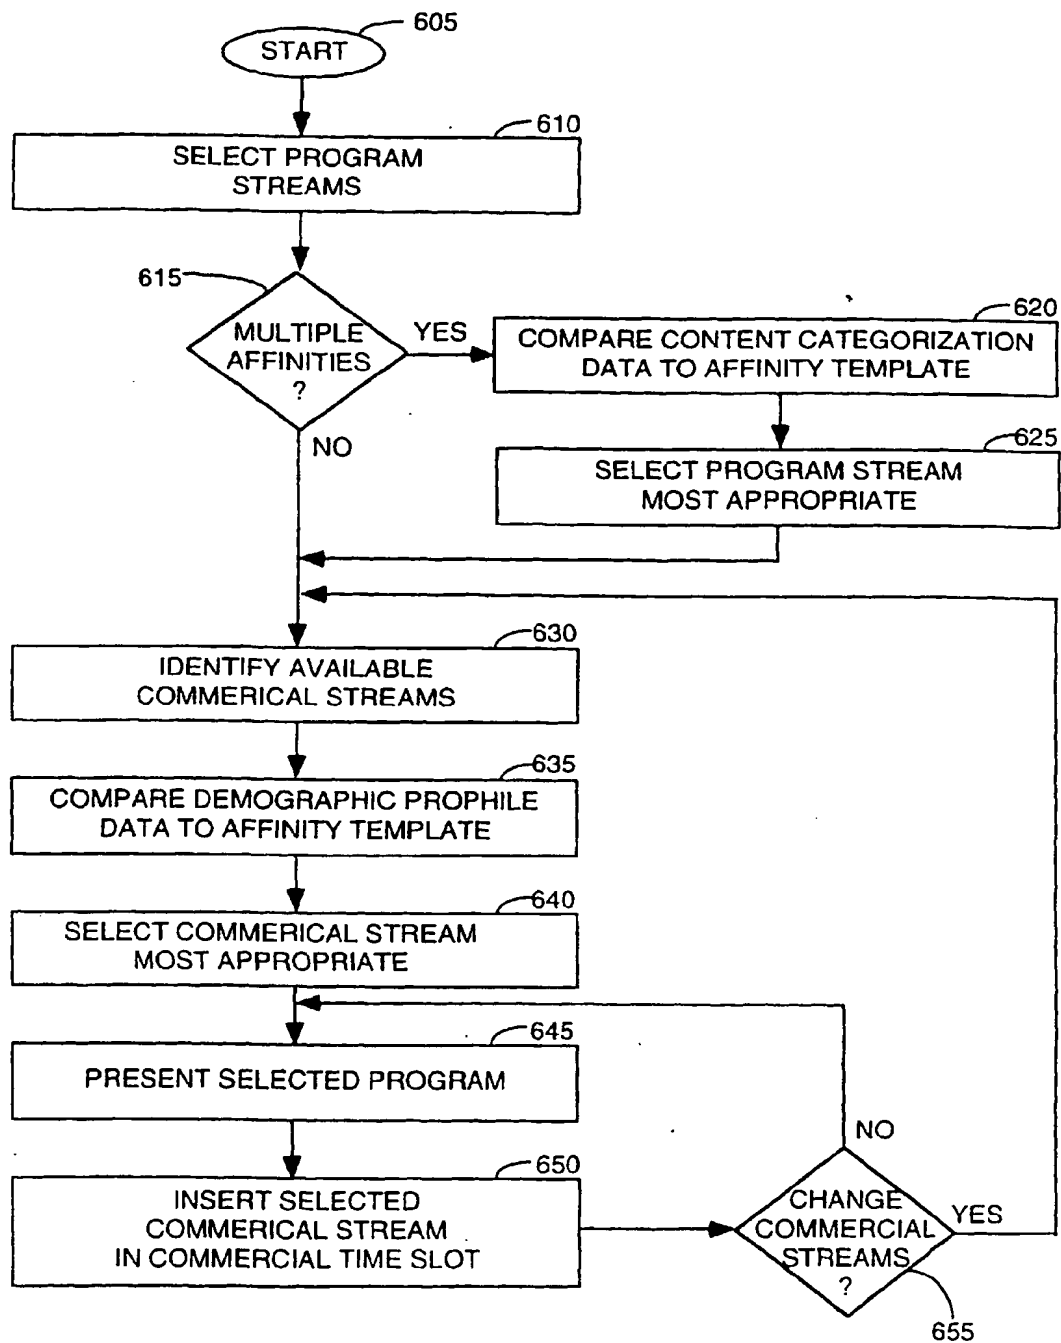 605
START
610
SELECT PROGRAM
STREAMS
615
MULTIPLE
AFFINITIES
?
YES
NO
620
COMPARE CONTENT CATEGORIZATION
DATA TO AFFINITY TEMPLATE
625
SELECT PROGRAM STREAM
MOST APPROPRIATE
630
IDENTIFY AVAILABLE
COMMERICAL STREAMS
635
COMPARE DEMOGRAPHIC PROPHILE
DATA TO AFFINITY TEMPLATE
640
SELECT COMMERICAL STREAM
MOST APPROPRIATE
645
PRESENT SELECTED PROGRAM
650
INSERT SELECTED
COMMERICAL STREAM
IN COMMERCIAL TIME SLOT
NO
CHANGE
COMMERCIAL
STREAMS
?
YES
655